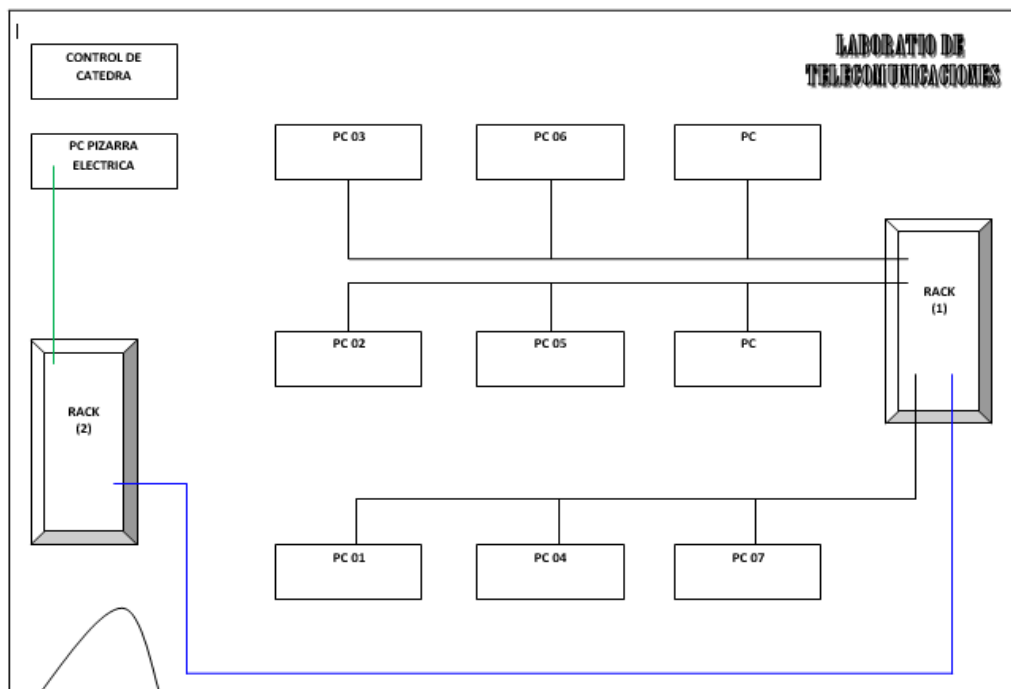 LABORATIO DE
TELECOMUNICACIONES
CONTROL DE
CATEDRA
PC PIZARRA
ELECTRICA
PC 03
PC 06
PC
RACK
(1)
PC 02
PC 05
PC
RACK
(2)
PC 01
PC 04
PC 07